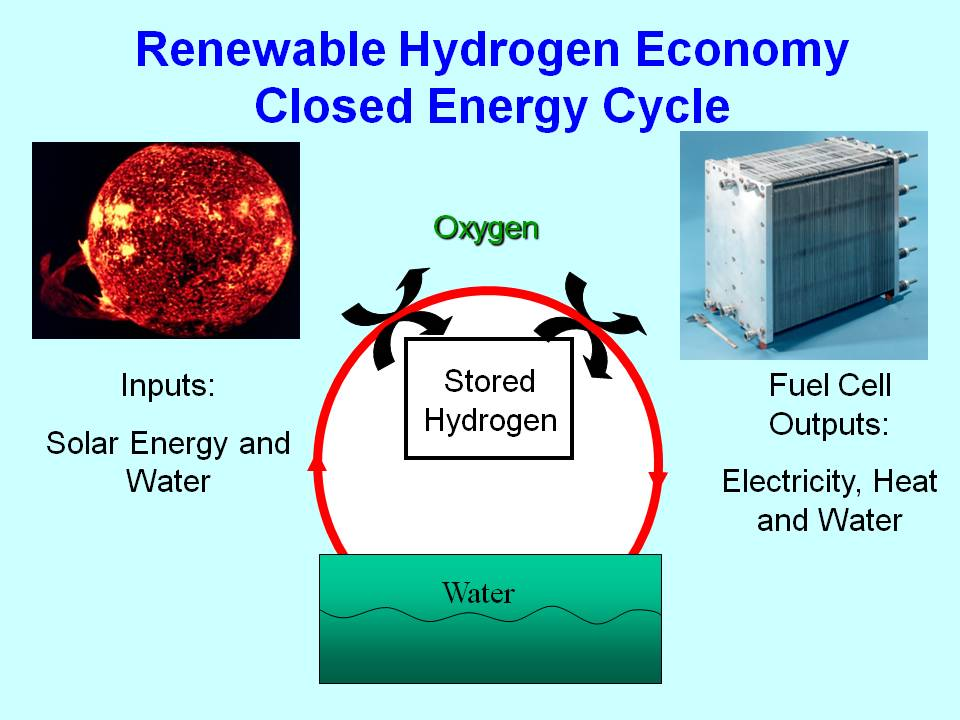 Renewable Hydrogen Economy
Closed Energy Cycle
Oxygen
Stored
Hydrogen
Inputs:
Solar Energy and
Water
Fuel Cell
Outputs:
Electricity, Heat
and Water
Water